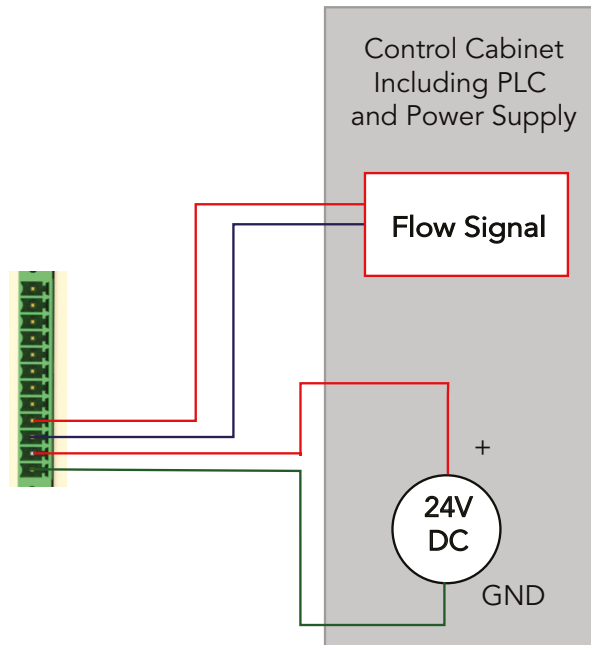 Control Cabinet
Including PLC
and Power Supply
Flow Signal
+
24V
DC
GND